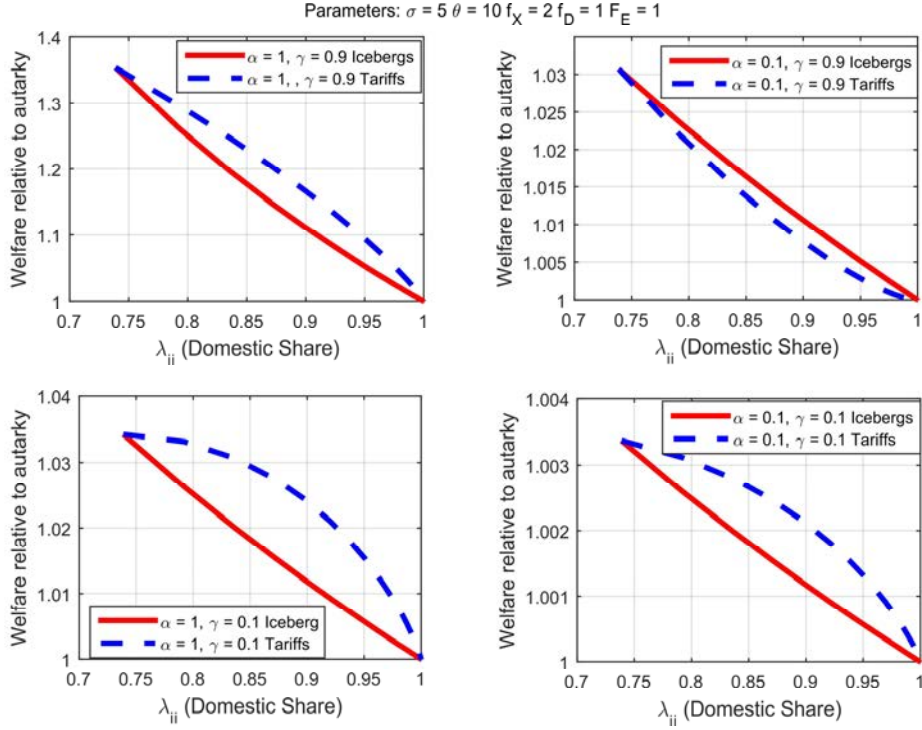 Parameters: σ = 5 θ = 10 f_X = 2 f_D = 1 F_E = 1
Welfare relative to autarky
1.4
1.3
1.2
1.1
1
α = 1, γ = 0.9 Icebergs
α = 1, , γ = 0.9 Tariffs
0.7 0.75 0.8 0.85 0.9 0.95 1
λ_ii (Domestic Share)
Welfare relative to autarky
1.03
1.025
1.02
1.015
1.01
1.005
1
α = 0.1, γ = 0.9 Icebergs
α = 0.1, γ = 0.9 Tariffs
0.7 0.75 0.8 0.85 0.9 0.95 1
λ_ii (Domestic Share)
Welfare relative to autarky
1.04
1.03
1.02
1.01
1
α = 1, γ = 0.1 Iceberg
α = 1, γ = 0.1 Tariffs
0.7 0.75 0.8 0.85 0.9 0.95 1
λ_ii (Domestic Share)
Welfare relative to autarky
1.004
1.003
1.002
1.001
1
α = 0.1, γ = 0.1 Icebergs
α = 0.1, γ = 0.1 Tariffs
0.7 0.75 0.8 0.85 0.9 0.95 1
λ_ii (Domestic Share)